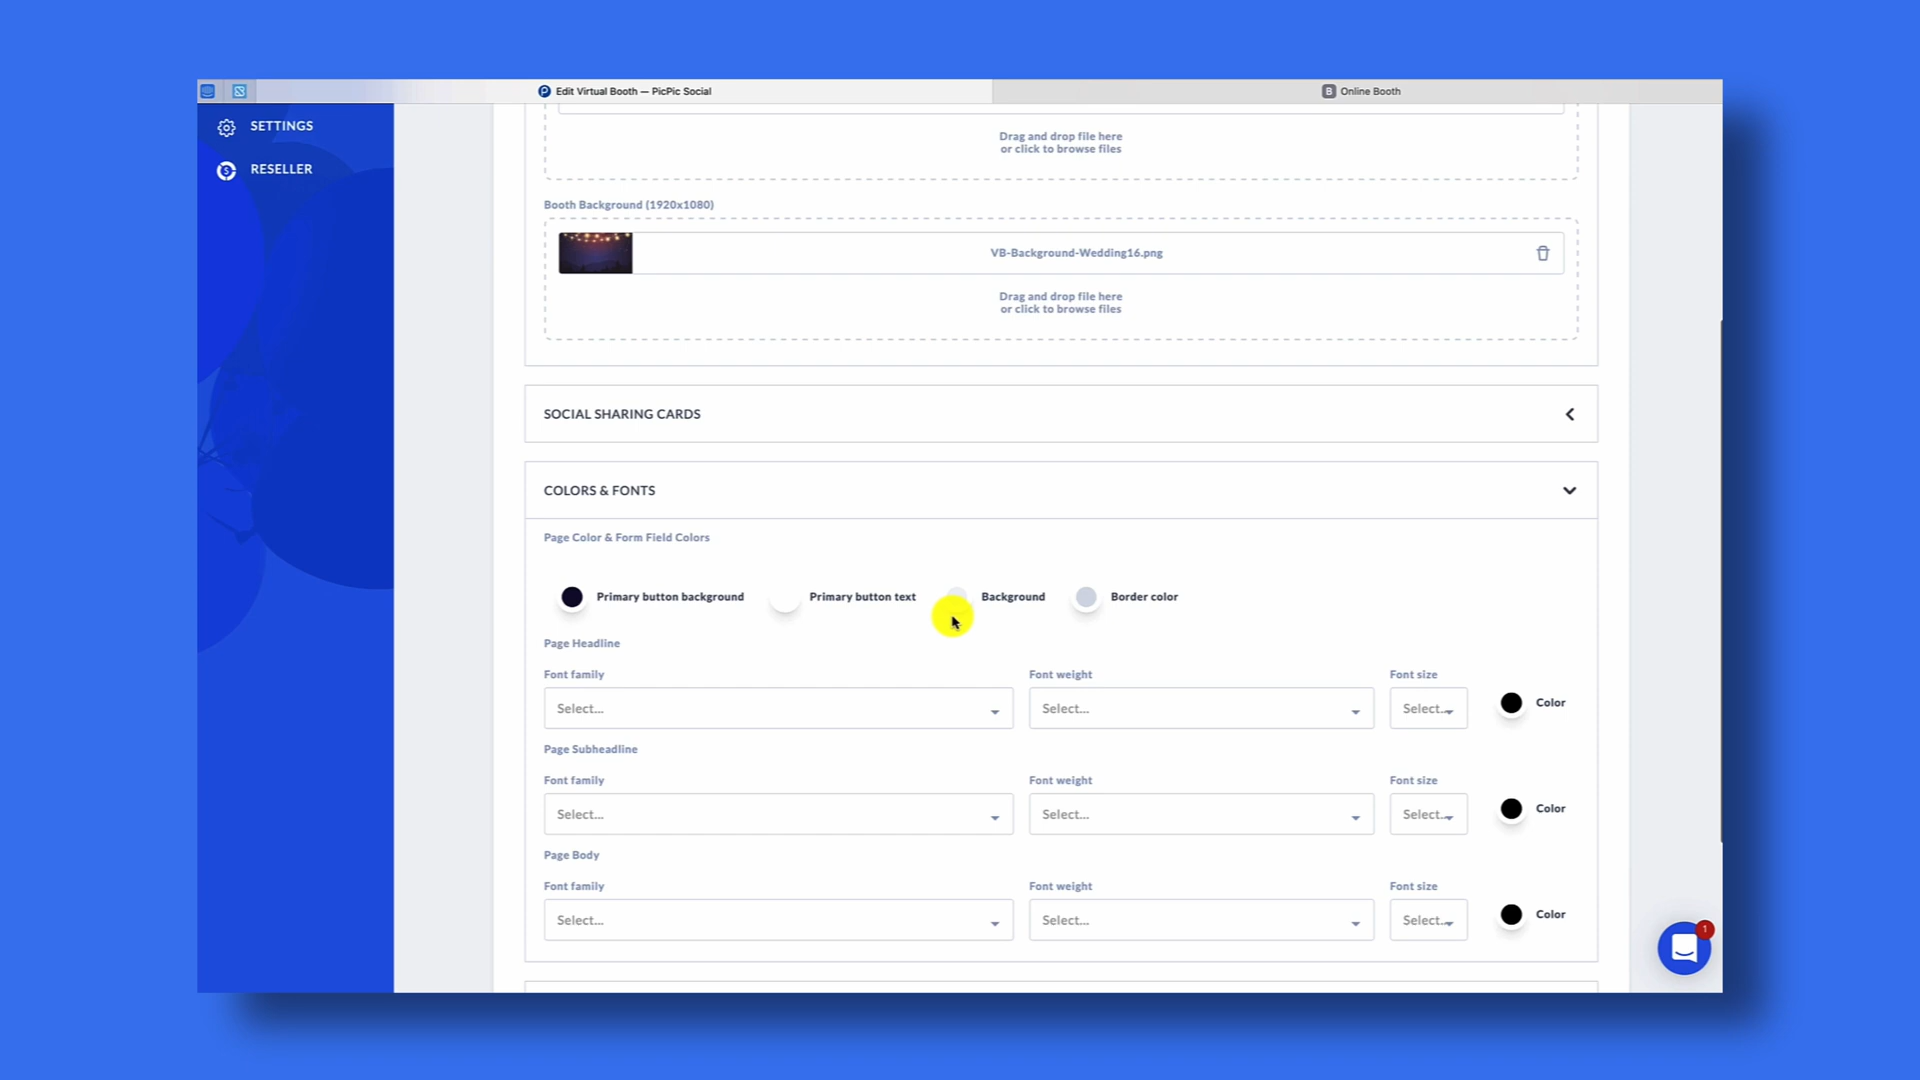 Edit Virtual Booth — PicPic Social
B Online Booth
SETTINGS
RESELLER
Drag and drop file here
or click to browse files
Booth Background (1920x1080)
VB-Background-Wedding16.png
Drag and drop file here
or click to browse files
SOCIAL SHARING CARDS
COLORS & FONTS
Page Color & Form Field Colors
Primary button background
Primary button text
Background
Border color
Page Headline
Font family
Font weight
Font size
Select...
Select...
Select...
Color
Page Subheadline
Font family
Font weight
Font size
Select...
Select...
Select...
Color
Page Body
Font family
Font weight
Font size
Select...
Select...
Select...
Color
1